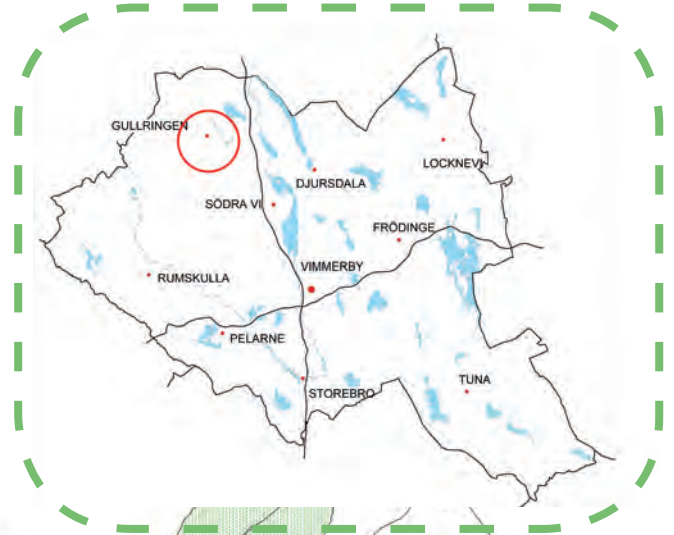 GULLRINGEN
LOCKNEVI
DJURSDALA
SÖDRA VI
FRÖDINGE
VIMMERBY
RUMSKULLA
PELARNE
TUNA
STOREBRO